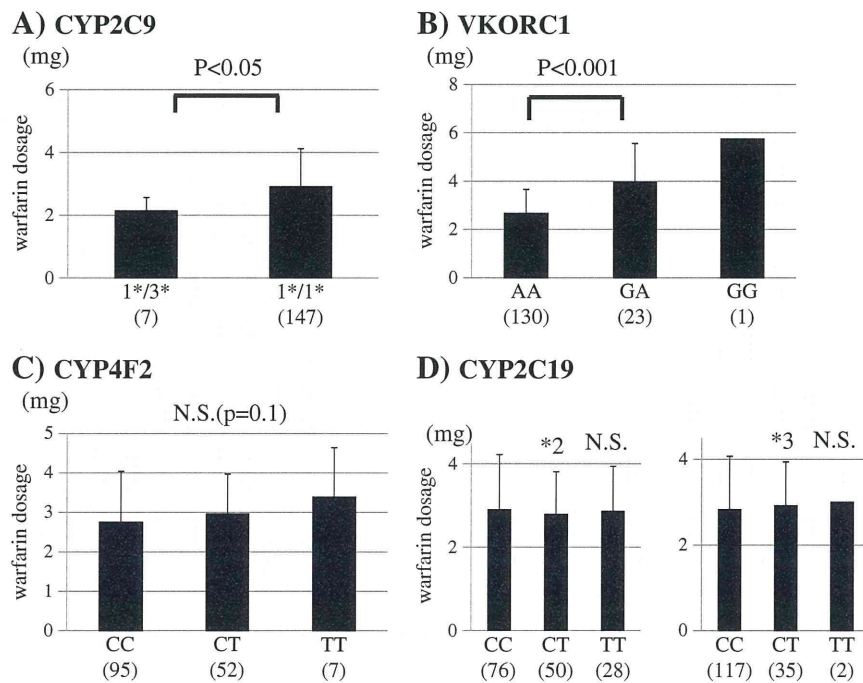 A) CYP2C9
(mg)
P<0.05
6
4
2
0
warfarin dosage
1*/3*
1*/1*
(7)
(147)
B) VKORC1
(mg)
P<0.001
8
6
4
2
0
warfarin dosage
AA
GA
GG
(130)
(23)
(1)
C) CYP4F2
(mg)
N.S.(p=0.1)
5
4
3
2
1
0
warfarin dosage
CC
CT
TT
(95)
(52)
(7)
D) CYP2C19
(mg)
*2 N.S.
4
2
0
warfarin dosage
CC
CT
TT
(76)
(50)
(28)
*3 N.S.
4
2
0
CC
CT
TT
(117)
(35)
(2)